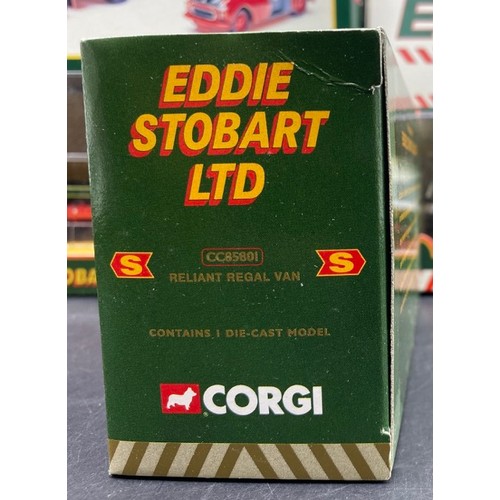 EDDIE
STOBART
LTD
S
CC85801
S
RELIANT REGAL VAN
CONTAINS 1 DIE-CAST MODEL
CORGI